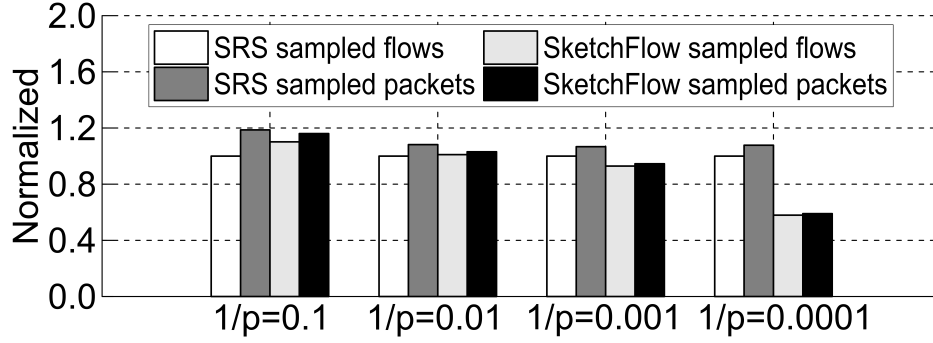 Normalized
2.0
1.6
1.2
0.8
0.4
0.0
SRS sampled flows
SketchFlow sampled flows
SRS sampled packets
SketchFlow sampled packets
1/p=0.1
1/p=0.01
1/p=0.001
1/p=0.0001